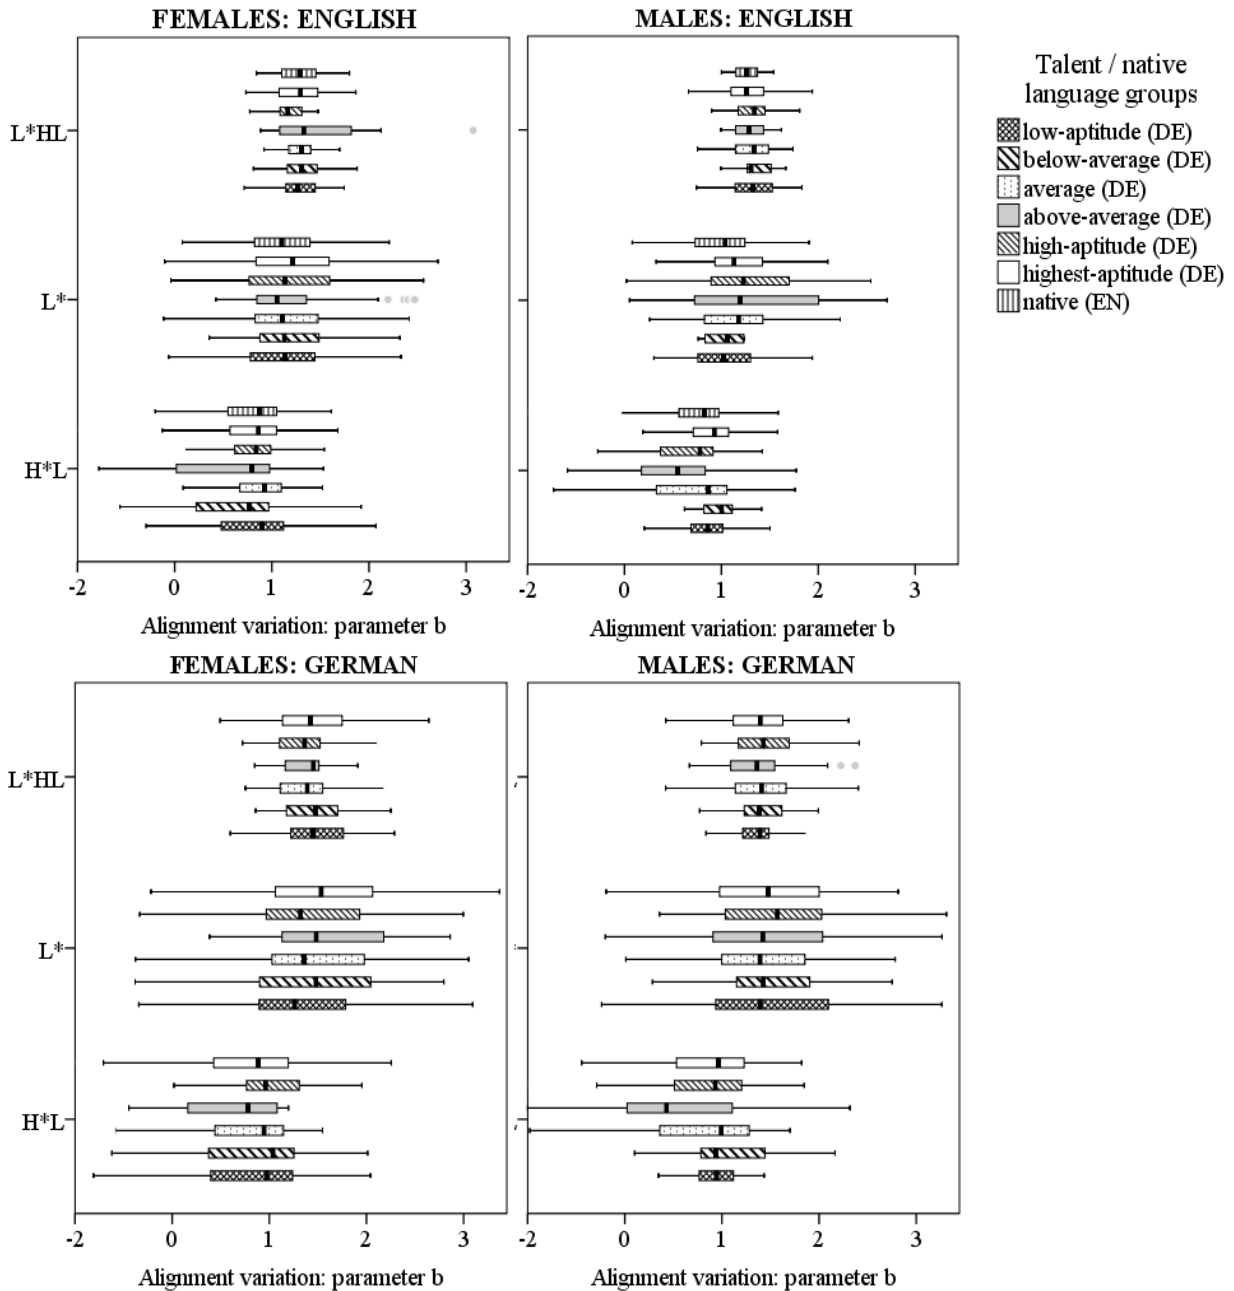 FEMALES: ENGLISH
MALES: ENGLISH
Talent / native
language groups
low-aptitude (DE)
below-average (DE)
average (DE)
above-average (DE)
high-aptitude (DE)
highest-aptitude (DE)
native (EN)
L*HL
L*
H*L
-2 0 1 2 3
-2 0 1 2 3
Alignment variation: parameter b
Alignment variation: parameter b
FEMALES: GERMAN
MALES: GERMAN
L*HL
L*
H*L
-2 0 1 2 3
-2 0 1 2 3
Alignment variation: parameter b
Alignment variation: parameter b